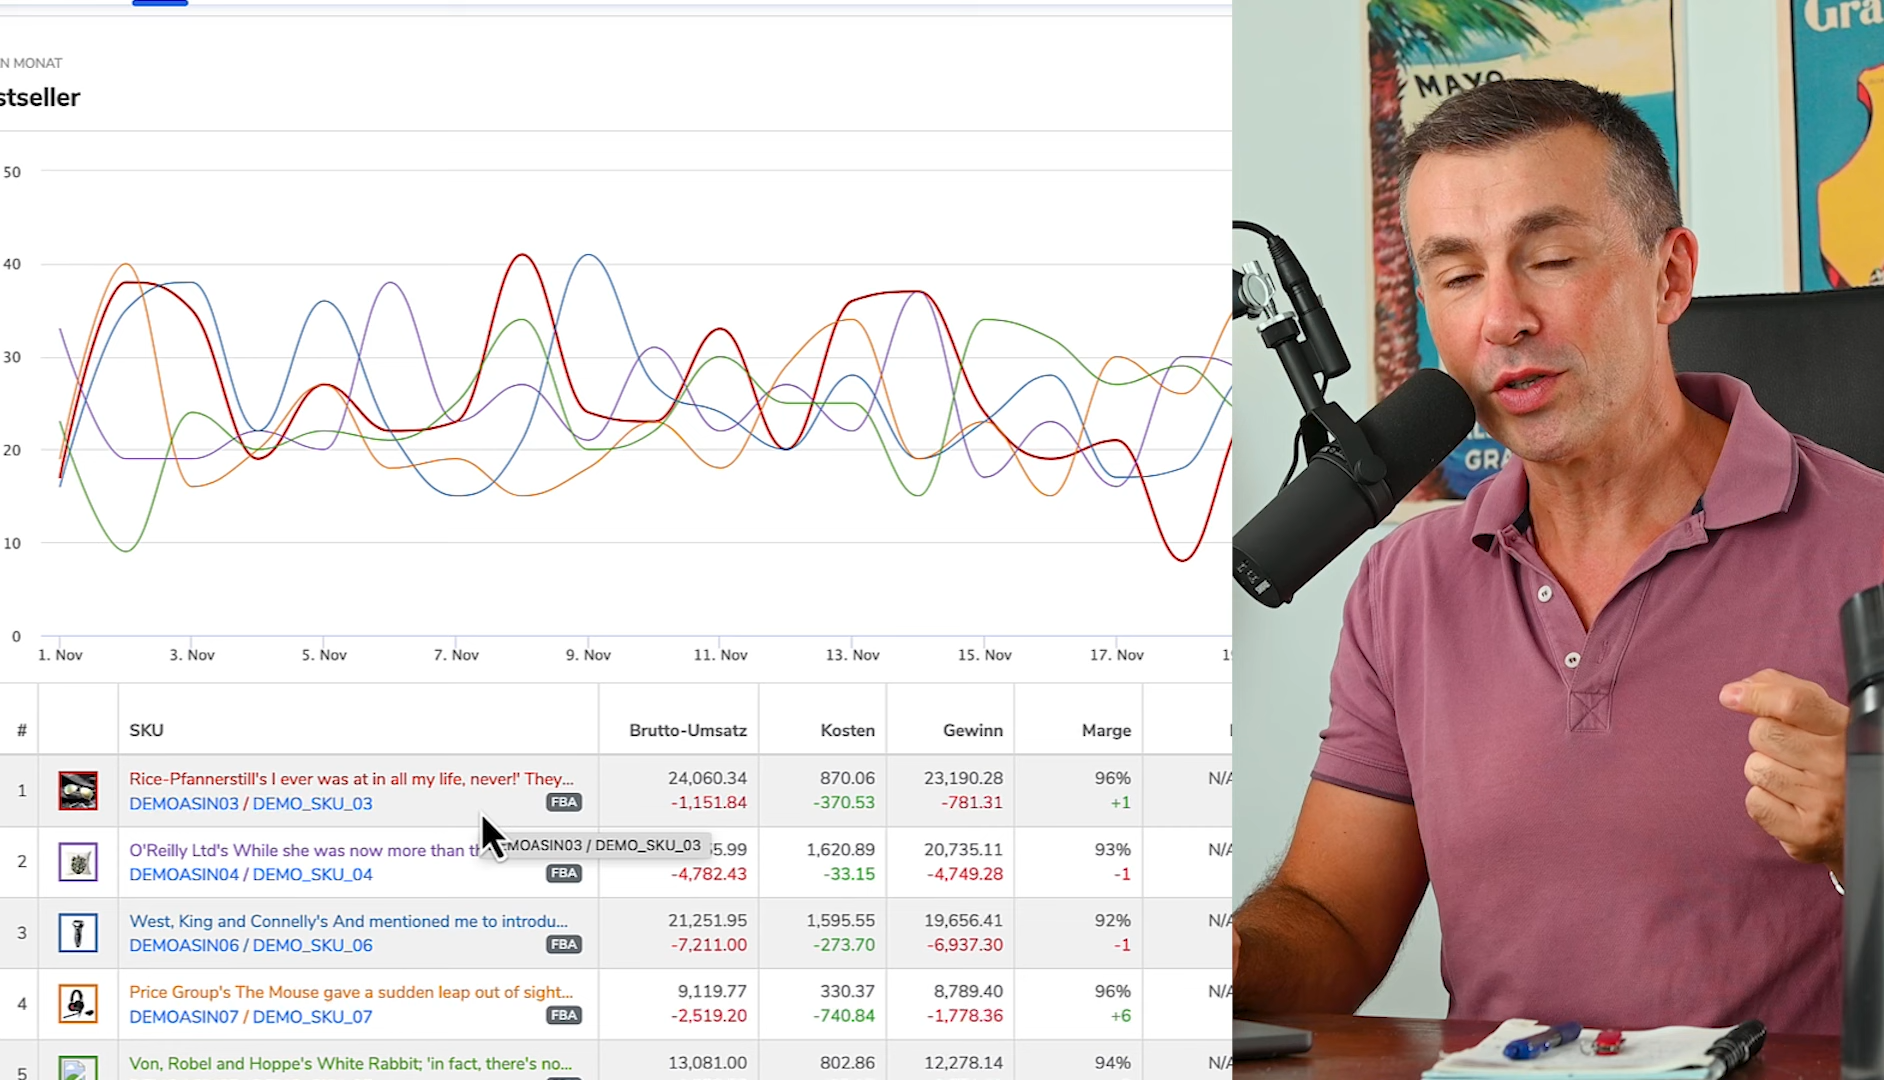 N MONAT
stseller
50
40
30
20
10
0
1. Nov 3. Nov 5. Nov 7. Nov 9. Nov 11. Nov 13. Nov 15. Nov 17. Nov 19
# SKU Brutto-Umsatz Kosten Gewinn Marge
1 Rice-Pfannerstill's I ever was at in all my life, never!' They... 24,060.34 870.06 23,190.28 96% N/A
DEMOASIN03 / DEMO_SKU_03 FBA -1,151.84 -370.53 -781.31 +1
MOASIN03 / DEMO_SKU_03
2 O'Reilly Ltd's While she was now more than th 5.99 1,620.89 20,735.11 93% N/A
DEMOASIN04 / DEMO_SKU_04 FBA -4,782.43 -33.15 -4,749.28 -1
3 West, King and Connelly's And mentioned me to introdu... 21,251.95 1,595.55 19,656.41 92% N/A
DEMOASIN06 / DEMO_SKU_06 FBA -7,211.00 -273.70 -6,937.30 -1
4 Price Group's The Mouse gave a sudden leap out of sight... 9,119.77 330.37 8,789.40 96% N/A
DEMOASIN07 / DEMO_SKU_07 FBA -2,519.20 -740.84 -1,778.36 +6
5 Von, Robel and Hoppe's White Rabbit; 'in fact, there's no... 13,081.00 802.86 12,278.14 94%
MAYO
Gra
GRA